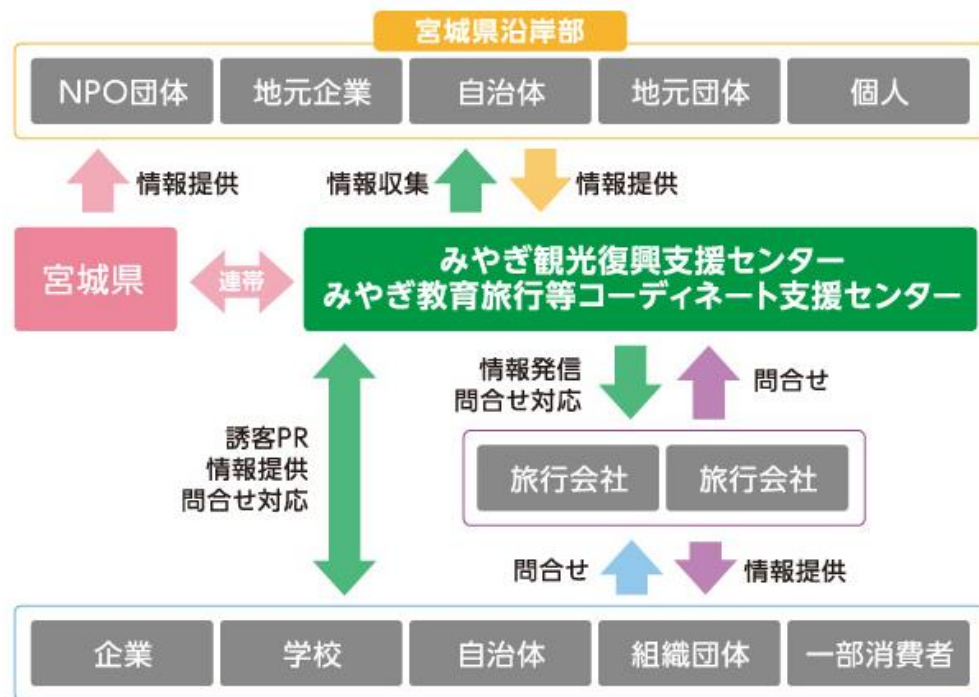 宮城県沿岸部
NPO団体
地元企業
自治体
地元団体
個人
情報提供
情報収集
情報提供
宮城県
連帯
みやぎ観光復興支援センター
みやぎ教育旅行等コーディネート支援センター
情報発信
問合せ対応
問合せ
誘客PR
情報提供
問合せ対応
旅行会社
旅行会社
問合せ
情報提供
企業
学校
自治体
組織団体
一部消費者